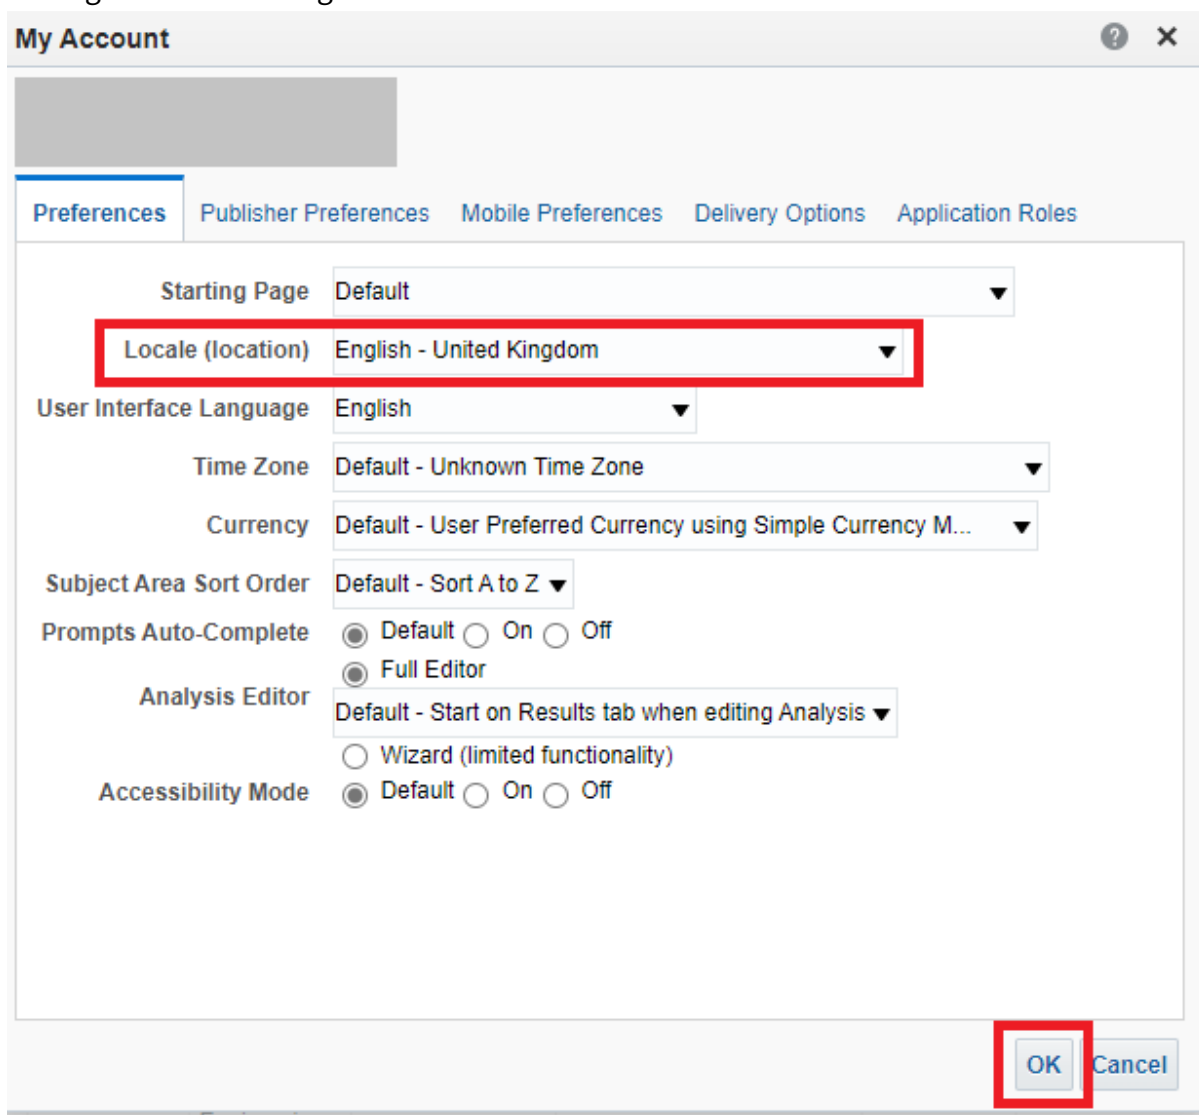 My Account
Preferences Publisher Preferences Mobile Preferences Delivery Options Application Roles
Starting Page Default
Locale (location) English - United Kingdom
User Interface Language English
Time Zone Default - Unknown Time Zone
Currency Default - User Preferred Currency using Simple Currency M...
Subject Area Sort Order Default - Sort A to Z
Prompts Auto-Complete Default On Off
Full Editor
Analysis Editor
Default - Start on Results tab when editing Analysis
Wizard (limited functionality)
Accessibility Mode Default On Off
OK Cancel